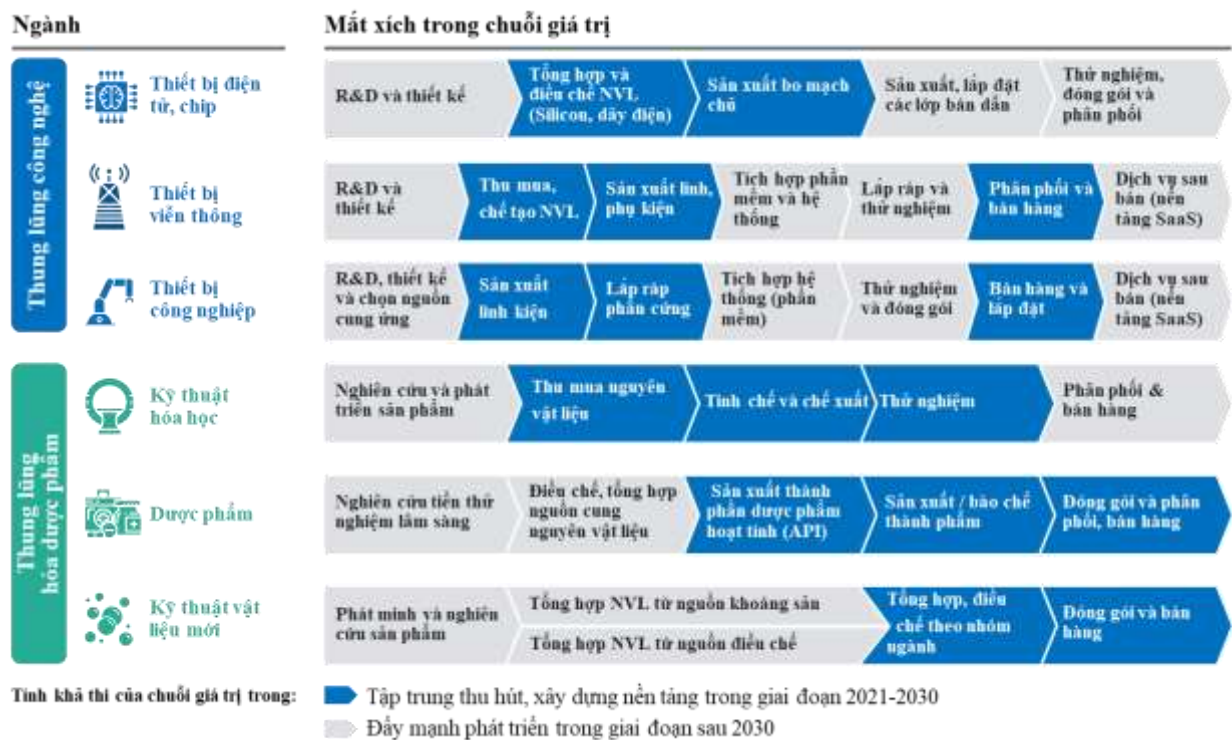 Ngành
Mắt xích trong chuỗi giá trị
Thung lũng công nghệ
Thiết bị điện
tử, chip
R&D và thiết kế
Tổng hợp và
điều chế NVL
(Silicon, dây điện)
Sản xuất bo mạch
chủ
Sản xuất, lắp đặt
các lớp bán dẫn
Thử nghiệm,
đóng gói và
phân phối
Thiết bị
viễn thông
R&D và
thiết kế
Thu mua,
chế tạo NVL
Sản xuất linh,
phụ kiện
Tích hợp phần
mềm và hệ
thống
Lắp ráp và
thử nghiệm
Phân phối và
bán hàng
Dịch vụ sau
bán (nền
tảng SaaS)
Thiết bị
công nghiệp
R&D, thiết kế
và chọn nguồn
cung ứng
Sản xuất
linh kiện
Lắp ráp
phần cứng
Tích hợp hệ
thống (phần
mềm)
Thử nghiệm
và đóng gói
Bán hàng và
lắp đặt
Dịch vụ sau
bán (nền
tảng SaaS)
Thung lũng
hóa dược phẩm
Kỹ thuật
hóa học
Nghiên cứu và phát
triển sản phẩm
Thu mua nguyên
vật liệu
Tinh chế và chế xuất
Thử nghiệm
Phân phối &
bán hàng
Dược phẩm
Nghiên cứu tiền thử
nghiệm lâm sàng
Điều chế, tổng hợp
nguồn cung
nguyên vật liệu
Sản xuất thành
phần dược phẩm
hoạt tính (API)
Sản xuất / bào chế
thành phẩm
Đóng gói và phân
phối, bán hàng
Kỹ thuật vật
liệu mới
Phát minh và nghiên
cứu sản phẩm
Tổng hợp NVL từ nguồn khoáng sản
Tổng hợp NVL từ nguồn điều chế
Tổng hợp, điều
chế theo nhóm
ngành
Đóng gói và bán
hàng
Tính khả thi của chuỗi giá trị trong:
Tập trung thu hút, xây dựng nền tảng trong giai đoạn 2021-2030
Đẩy mạnh phát triển trong giai đoạn sau 2030